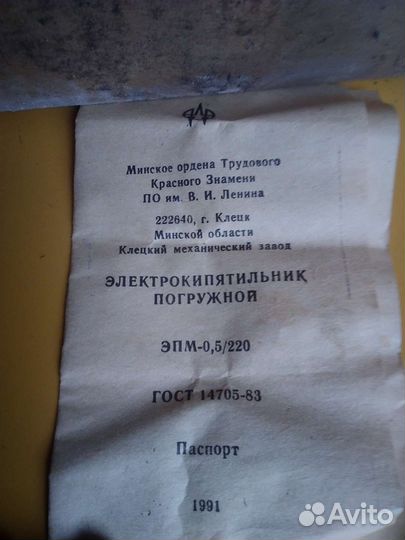 Минское ордена Трудового
Красного Знамени
ПО им. В. И. Ленина
222640, г. Клецк
Минской области
Клецкий механический завод
ЭЛЕКТРОКИПЯТИЛЬНИК
ПОГРУЖНОЙ
ЭПМ-0,5/220
ГОСТ 14705-83
Паспорт
1991
Avito